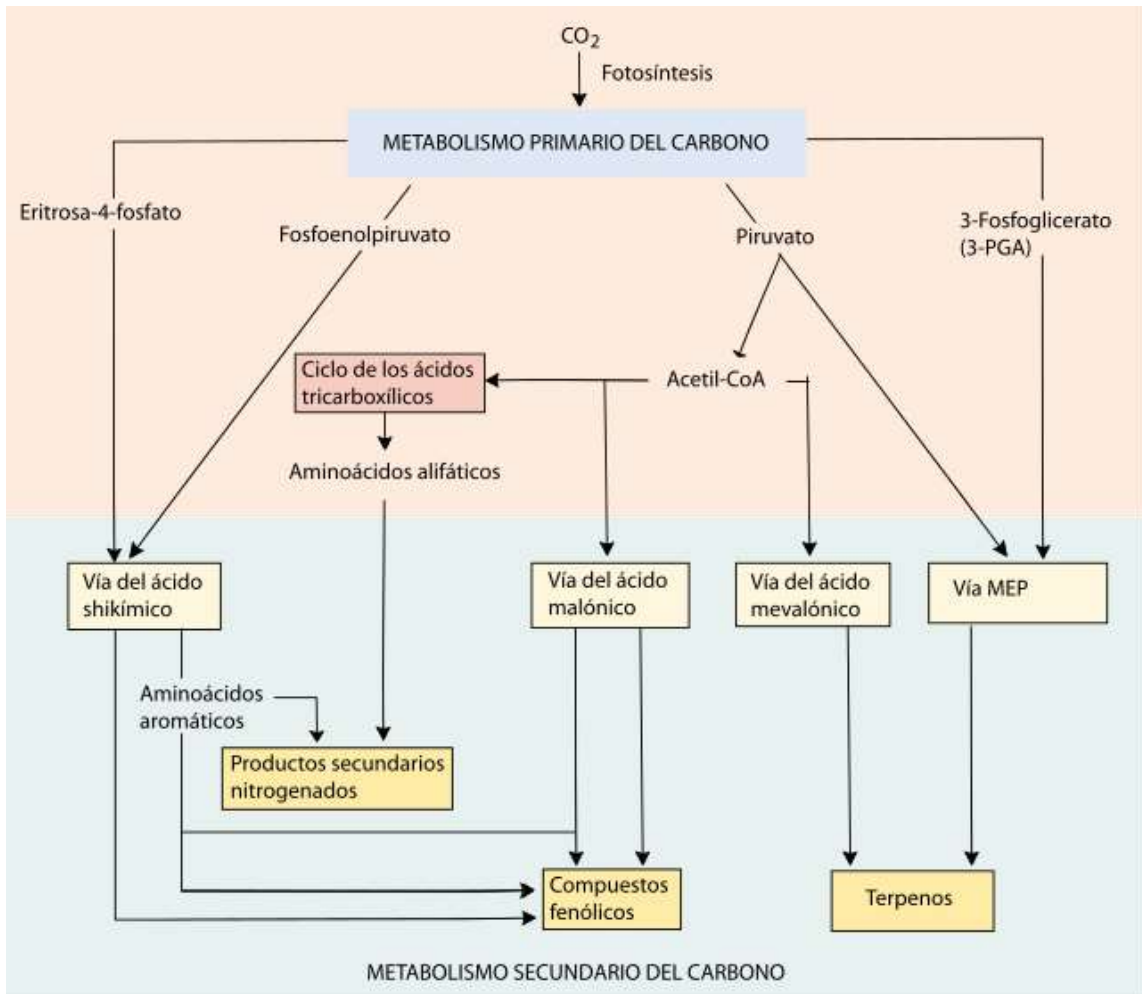 CO2
Fotosíntesis
METABOLISMO PRIMARIO DEL CARBONO
Eritrosa-4-fosfato
Fosfoenolpiruvato
Piruvato
3-Fosfoglicerato
(3-PGA)
Ciclo de los ácidos
tricarboxílicos
Acetil-CoA
Aminoácidos alifáticos
Vía del ácido
shikímico
Vía del ácido
malónico
Vía del ácido
mevalónico
Vía MEP
Aminoácidos
aromáticos
Productos secundarios
nitrogenados
Compuestos
fenólicos
Terpenos
METABOLISMO SECUNDARIO DEL CARBONO